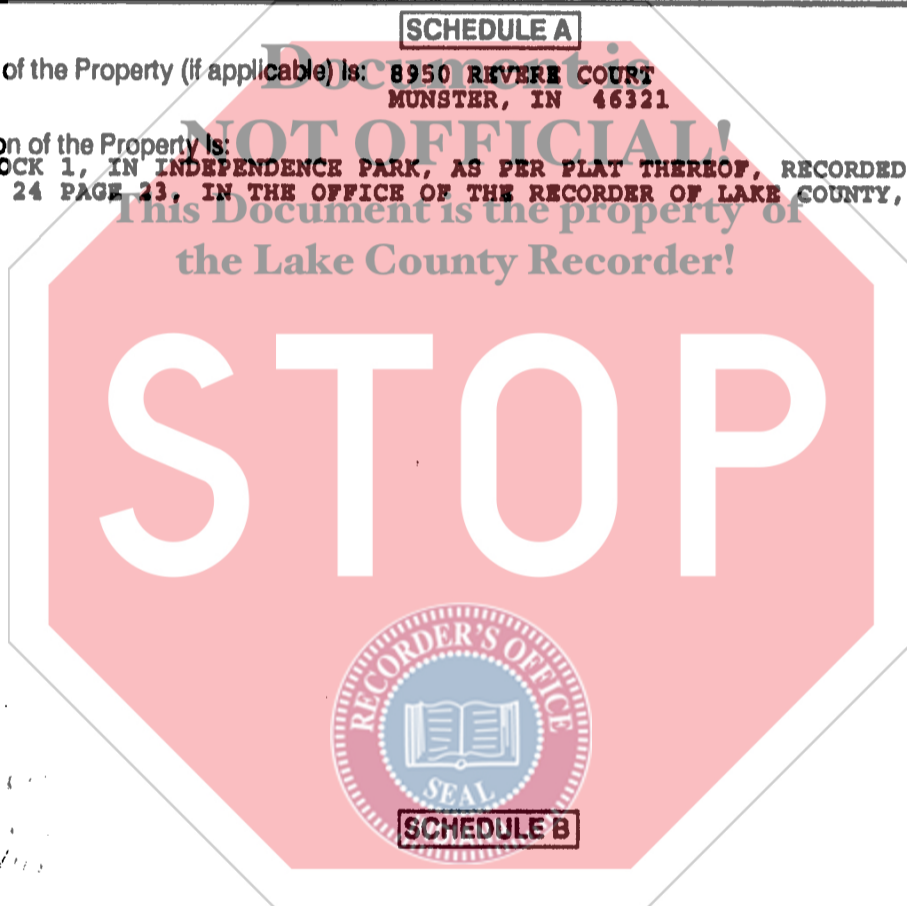 SCHEDULE A
Document is
of the Property (if applicable) is: 8950 REVERE COURT
MUNSTER, IN 46321
NOT OFFICIAL!
on of the Property Is:
OCK 1, IN INDEPENDENCE PARK, AS PER PLAT THEREOF, RECORDED
24 PAGE 23, IN THE OFFICE OF THE RECORDER OF LAKE COUNTY,
This Document is the property of
the Lake County Recorder!
STOP
RECORDER'S OFFICE
SEAL
SCHEDULE B